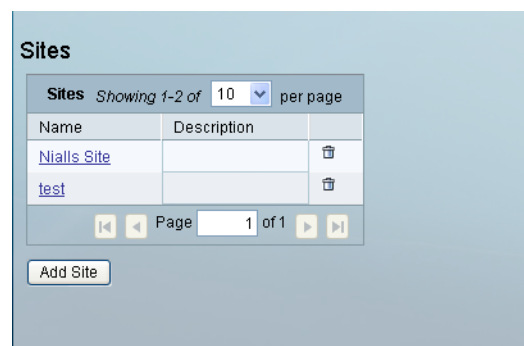 Sites
Sites Showing 1-2 of 10 per page
Name Description
Nialls Site
test
Page 1 of 1
Add Site